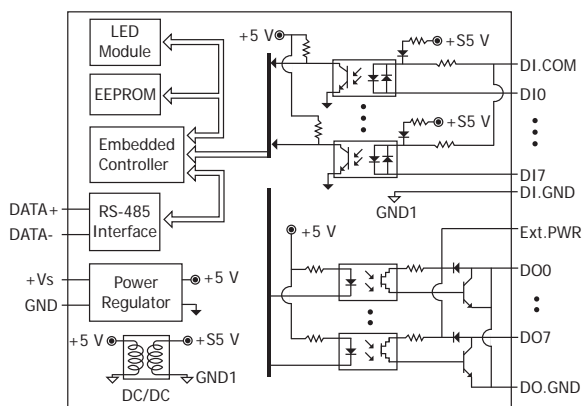 LED
Module
EEPROM
Embedded
Controller
RS-485
Interface
DATA+
DATA-
+Vs
GND
Power
Regulator
+5 V
+5 V
+S5 V
GND1
DC/DC
+5 V
+S5 V
DI.COM
DI0
+S5 V
DI7
DI.GND
GND1
Ext.PWR
+5 V
DO0
DO7
DO.GND